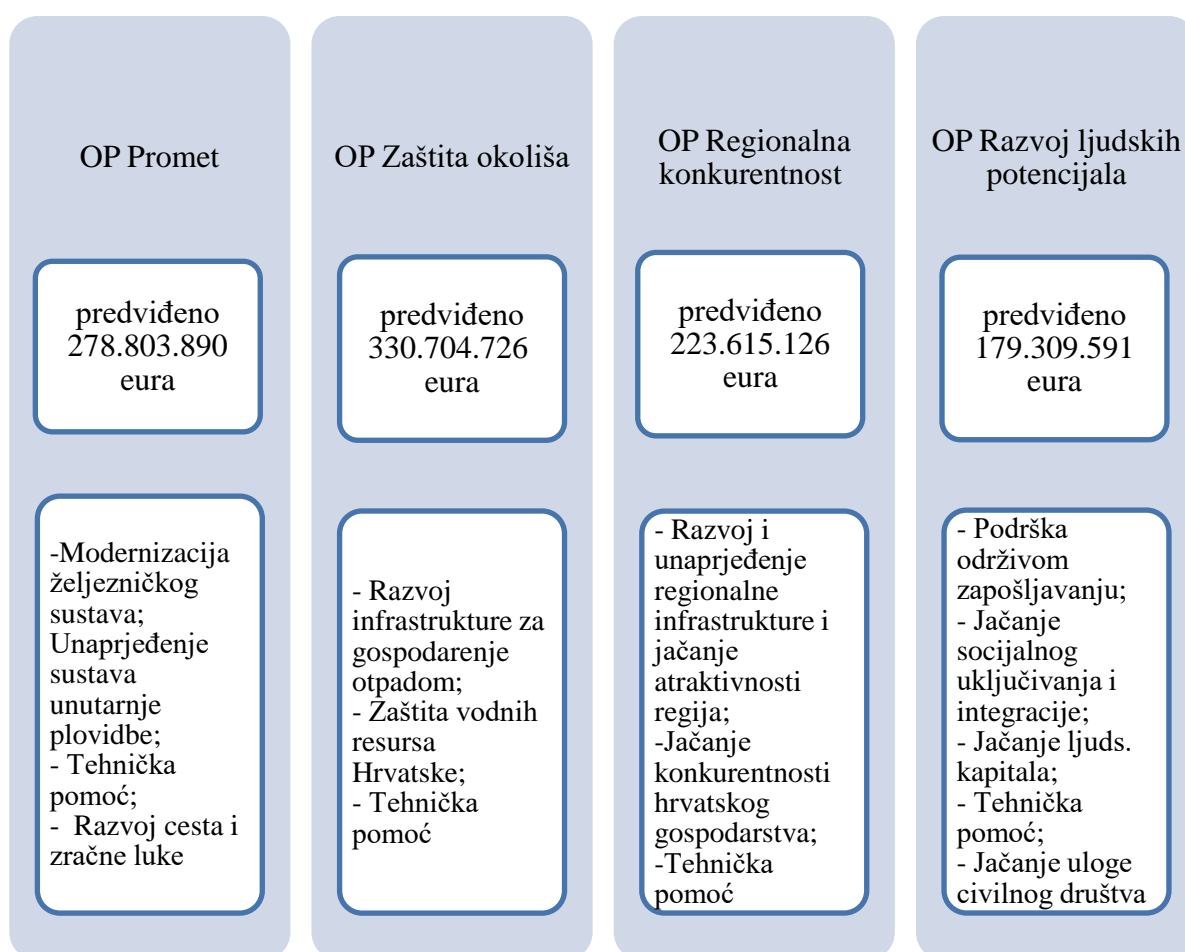 OP Promet
predviđeno
278.803.890
eura
-Modernizacija
željezničkog
sustava;
Unaprjeđenje
sustava
unutarnje
plovidbe;
- Tehnička
pomoć;
-  Razvoj cesta i
zračne luke
OP Zaštita okoliša
predviđeno
330.704.726
eura
- Razvoj
infrastrukture za
gospodarenje
otpadom;
- Zaštita vodnih
resursa
Hrvatske;
- Tehnička
pomoć
OP Regionalna
konkurentnost
predviđeno
223.615.126
eura
- Razvoj i
unaprjeđenje
regionalne
infrastrukture i
jačanje
atraktivnosti
regija;
-Jačanje
konkurentnosti
hrvatskog
gospodarstva;
-Tehnička
pomoć
OP Razvoj ljudskih
potencijala
predviđeno
179.309.591
eura
- Podrška
održivom
zapošljavanju;
- Jačanje
socijalnog
uključivanja i
integracije;
- Jačanje ljuds.
kapitala;
- Tehnička
pomoć;
- Jačanje uloge
civilnog društva